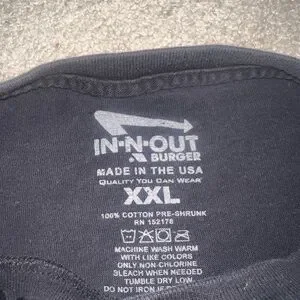 IN-N-OUT
BURGER
MADE IN THE USA
QUALITY YOU CAN WEAR
XXL
100% COTTON PRE-SHRUNK
RN 152178
MACHINE WASH WARM
WITH LIKE COLORS
ONLY NON-CHLORINE
BLEACH WHEN NEEDED
TUMBLE DRY LOW
DO NOT IRON IF